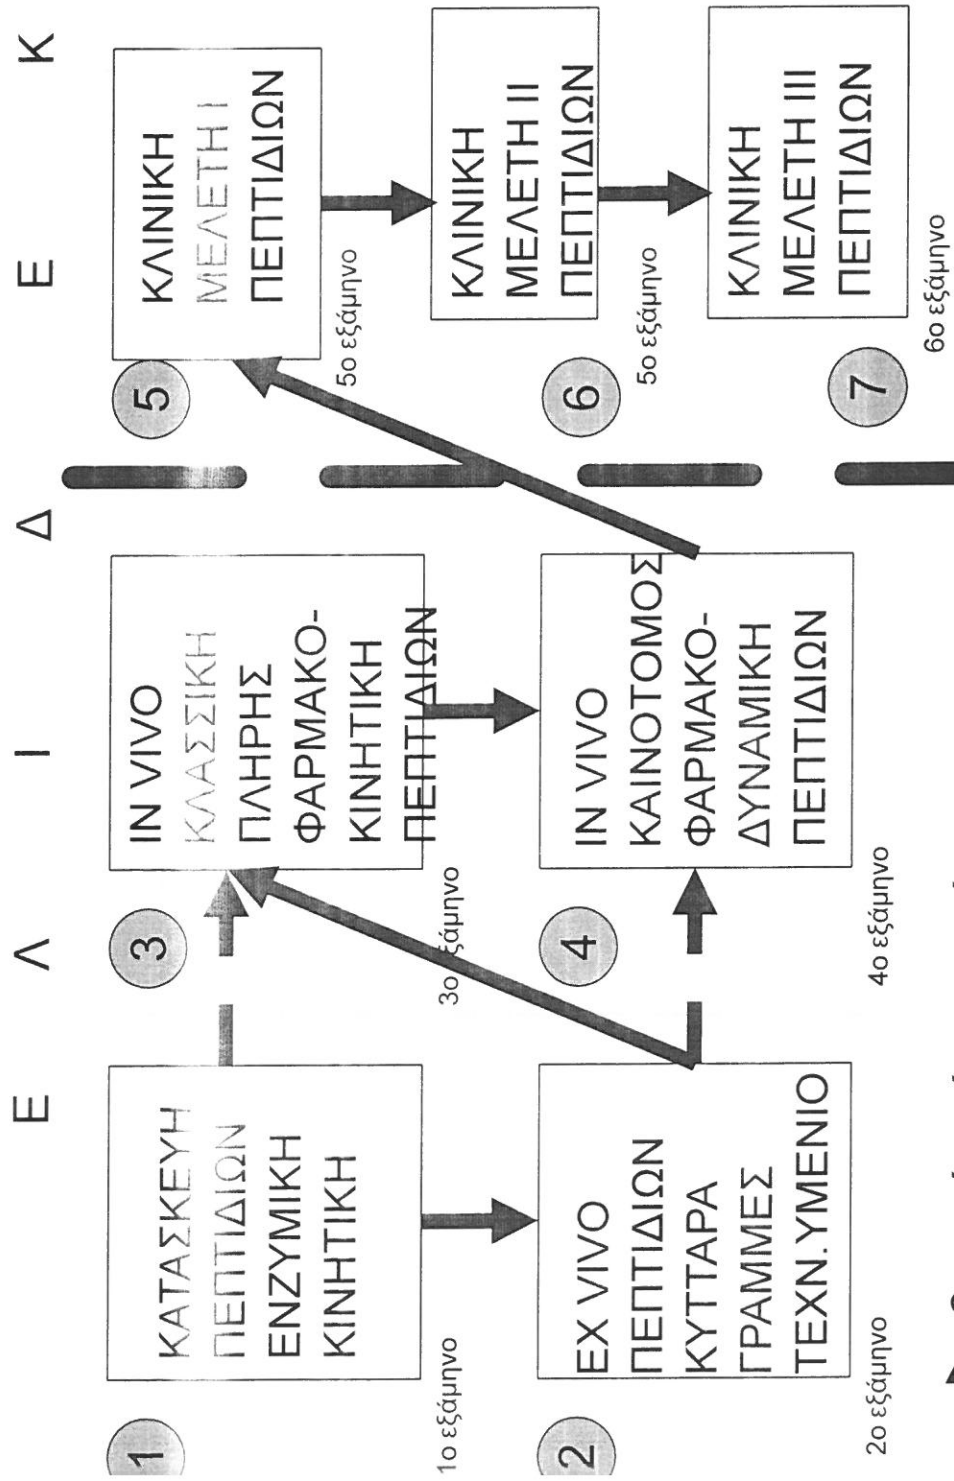 Ε Λ Ι Δ Ε Κ
1
ΚΑΤΑΣΚΕΥΗ
ΠΕΠΤΙΔΙΩΝ
ΕΝΖΥΜΙΚΗ
ΚΙΝΗΤΙΚΗ
1ο εξάμηνο
2
EX VIVO
ΠΕΠΤΙΔΙΩΝ
ΚΥΤΤΑΡΑ
ΓΡΑΜΜΕΣ
ΤΕΧΝ.ΥΜΕΝΙΟ
2ο εξάμηνο
3
IN VIVO
ΚΛΑΣΣΙΚΗ
ΠΛΗΡΗΣ
ΦΑΡΜΑΚΟ-
ΚΙΝΗΤΙΚΗ
ΠΕΠΤΙΔΙΩΝ
3ο εξάμηνο
4
IN VIVO
ΚΑΙΝΟΤΟΜΟΣ
ΦΑΡΜΑΚΟ-
ΔΥΝΑΜΙΚΗ
ΠΕΠΤΙΔΙΩΝ
4ο εξάμηνο
5
ΚΛΙΝΙΚΗ
ΜΕΛΕΤΗ I
ΠΕΠΤΙΔΙΩΝ
5ο εξάμηνο
6
ΚΛΙΝΙΚΗ
ΜΕΛΕΤΗ II
ΠΕΠΤΙΔΙΩΝ
5ο εξάμηνο
7
ΚΛΙΝΙΚΗ
ΜΕΛΕΤΗ III
ΠΕΠΤΙΔΙΩΝ
6ο εξάμηνο